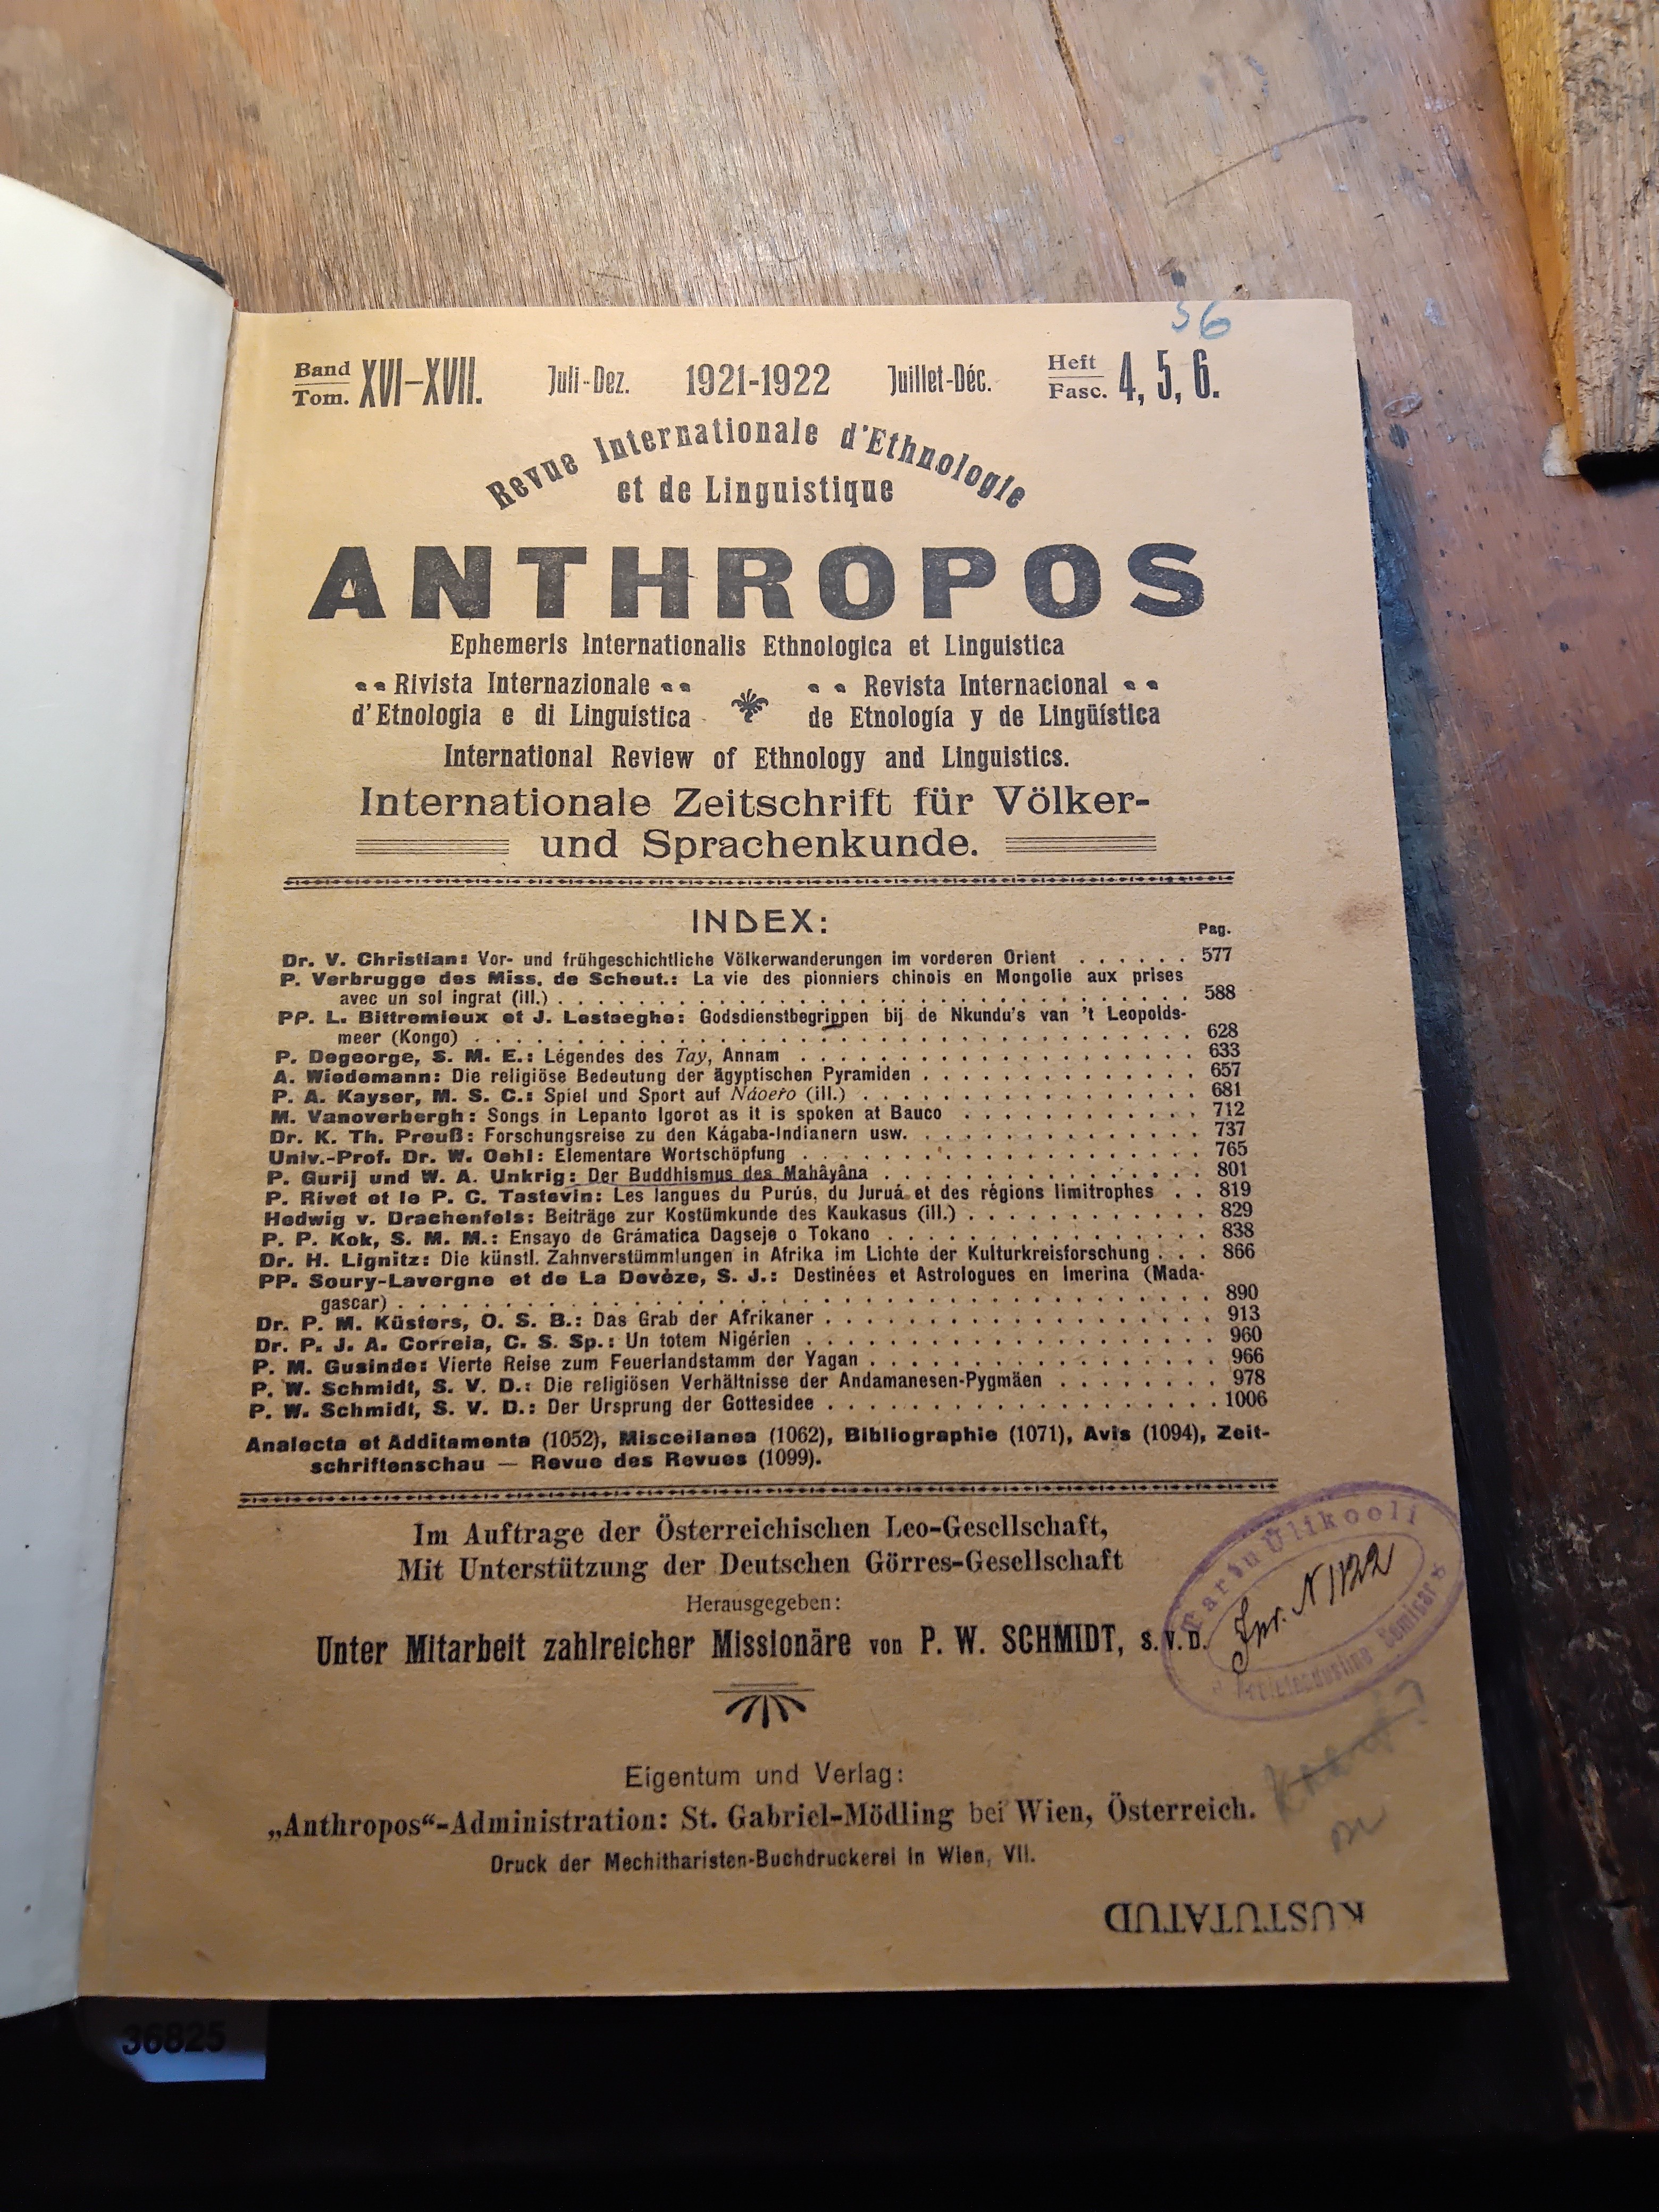 36
Band XVI–XVII. Juli-Dez. 1921-1922 Juillet-Déc. Heft 4, 5, 6.
Tom. Fasc.
Revue Internationale d'Ethnologie
et de Linguistique
ANTHROPOS
Ephemeris Internationalis Ethnologica et Linguistica
Rivista Internazionale
d'Etnologia e di Linguistica
Revista Internacional
de Etnología y de Lingüística
International Review of Ethnology and Linguistics.
Internationale Zeitschrift für Völker-
und Sprachenkunde.
INDEX:
Pag.
Dr. V. Christian: Vor- und frühgeschichtliche Völkerwanderungen im vorderen Orient . . . . . . 577
P. Verbrugge des Miss. de Scheut.: La vie des pionniers chinois en Mongolie aux prises
avec un sol ingrat (ill.) . . . . . . 588
PP. L. Bittremieux et J. Lestaeghe: Godsdienstbegrippen bij de Nkundu's van 't Leopolds-
meer (Kongo) . . . . . . 628
P. Degeorge, S. M. E.: Légendes des Tay, Annam . . . . . . 633
A. Wiedemann: Die religiöse Bedeutung der ägyptischen Pyramiden . . . . . . 657
P. A. Kayser, M. S. C.: Spiel und Sport auf Náoeřo (ill.) . . . . . . 681
M. Vanoverbergh: Songs in Lepanto Igorot as it is spoken at Bauco . . . . . . 712
Dr. K. Th. Preuß: Forschungsreise zu den Kágaba-Indianern usw. . . . . . . 737
Univ.-Prof. Dr. W. Oehl: Elementare Wortschöpfung . . . . . . 765
P. Gurij und W. A. Unkrig: Der Buddhismus des Mahâyâna . . . . . . 801
P. Rivet et le P. C. Tastevin: Les langues du Purús, du Juruá et des régions limitrophes . . 819
Hedwig v. Drachenfels: Beiträge zur Kostümkunde des Kaukasus (ill.) . . . . . . 829
P. P. Kok, S. M. M.: Ensayo de Grámatica Dagseje o Tokano . . . . . . 838
Dr. H. Lignitz: Die künstl. Zahnverstümmlungen in Afrika im Lichte der Kulturkreisforschung . . . 866
PP. Soury-Lavergne et de La Devèze, S. J.: Destinées et Astrologues en Imerina (Mada-
gascar) . . . . . . 890
Dr. P. M. Küsters, O. S. B.: Das Grab der Afrikaner . . . . . . 913
Dr. P. J. A. Correia, C. S. Sp.: Un totem Nigérien . . . . . . 960
P. M. Gusinde: Vierte Reise zum Feuerlandstamm der Yagan . . . . . . 966
P. W. Schmidt, S. V. D.: Die religiösen Verhältnisse der Andamanesen-Pygmäen . . . . . . 978
P. W. Schmidt, S. V. D.: Der Ursprung der Gottesidee . . . . . . 1006
Analecta et Additamenta (1052), Miscellanea (1062), Bibliographie (1071), Avis (1094), Zeit-
schriftenschau — Revue des Revues (1099).
Im Auftrage der Österreichischen Leo-Gesellschaft,
Mit Unterstützung der Deutschen Görres-Gesellschaft
Herausgegeben:
Unter Mitarbeit zahlreicher Missionäre von P. W. SCHMIDT, S.V.D.
Tartu Ülikooli
Inv. N 1122
Seminar
Eigentum und Verlag:
„Anthropos“-Administration: St. Gabriel-Mödling bei Wien, Österreich.
Druck der Mechitharisten-Buchdruckerei in Wien, VII.
KUSTUTATUD
36825